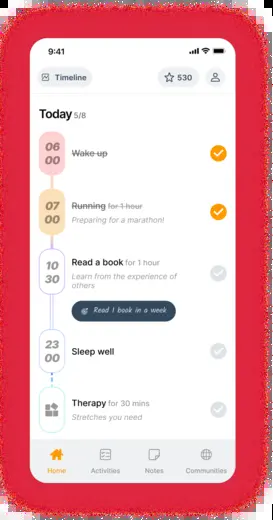 9:41
Timeline
530
Today 5/8
06
00
Wake up
07
00
Running for 1 hour
Preparing for a marathon!
10
30
Read a book for 1 hour
Learn from the experience of
others
Read 1 book in a week
23
00
Sleep well
Therapy for 30 mins
Stretches you need
Home
Activities
Notes
Communities